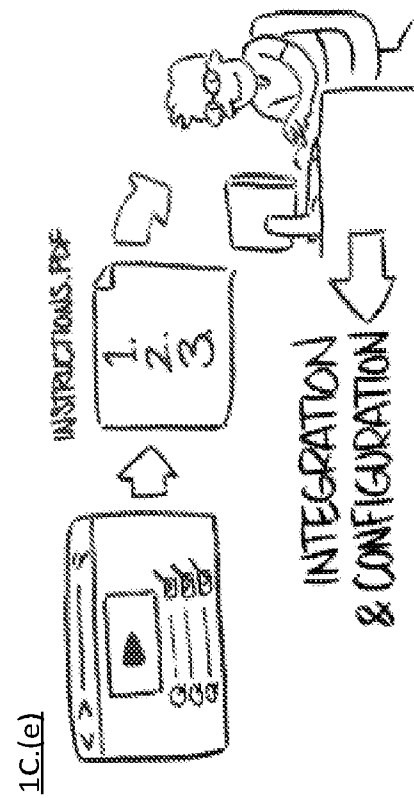 1C.(e)
INSTRUCTIONS.PDF
1.
2.
3.
INTEGRATION
& CONFIGURATION